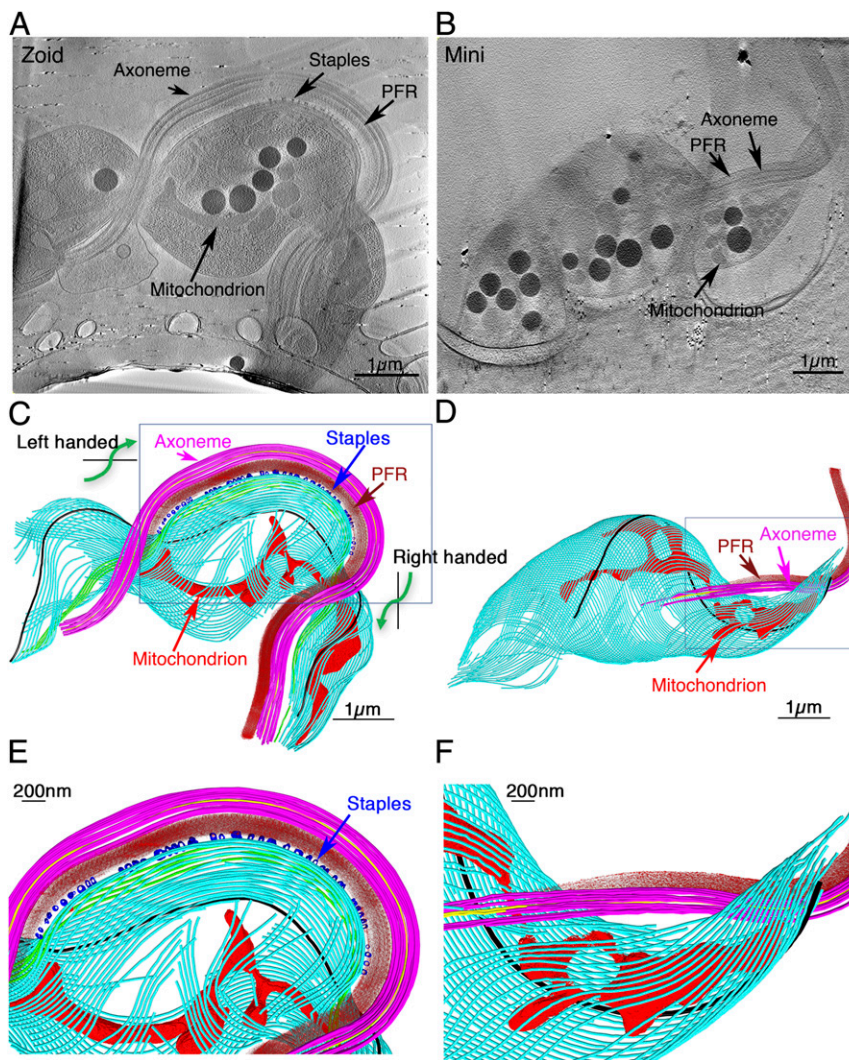 A
Zoid
Axoneme
Staples
PFR
Mitochondrion
1µm
B
Mini
Axoneme
PFR
Mitochondrion
1µm
C
Left handed
Axoneme
Staples
PFR
Right handed
Mitochondrion
1µm
D
PFR
Axoneme
Mitochondrion
1µm
E
200nm
Staples
F
200nm